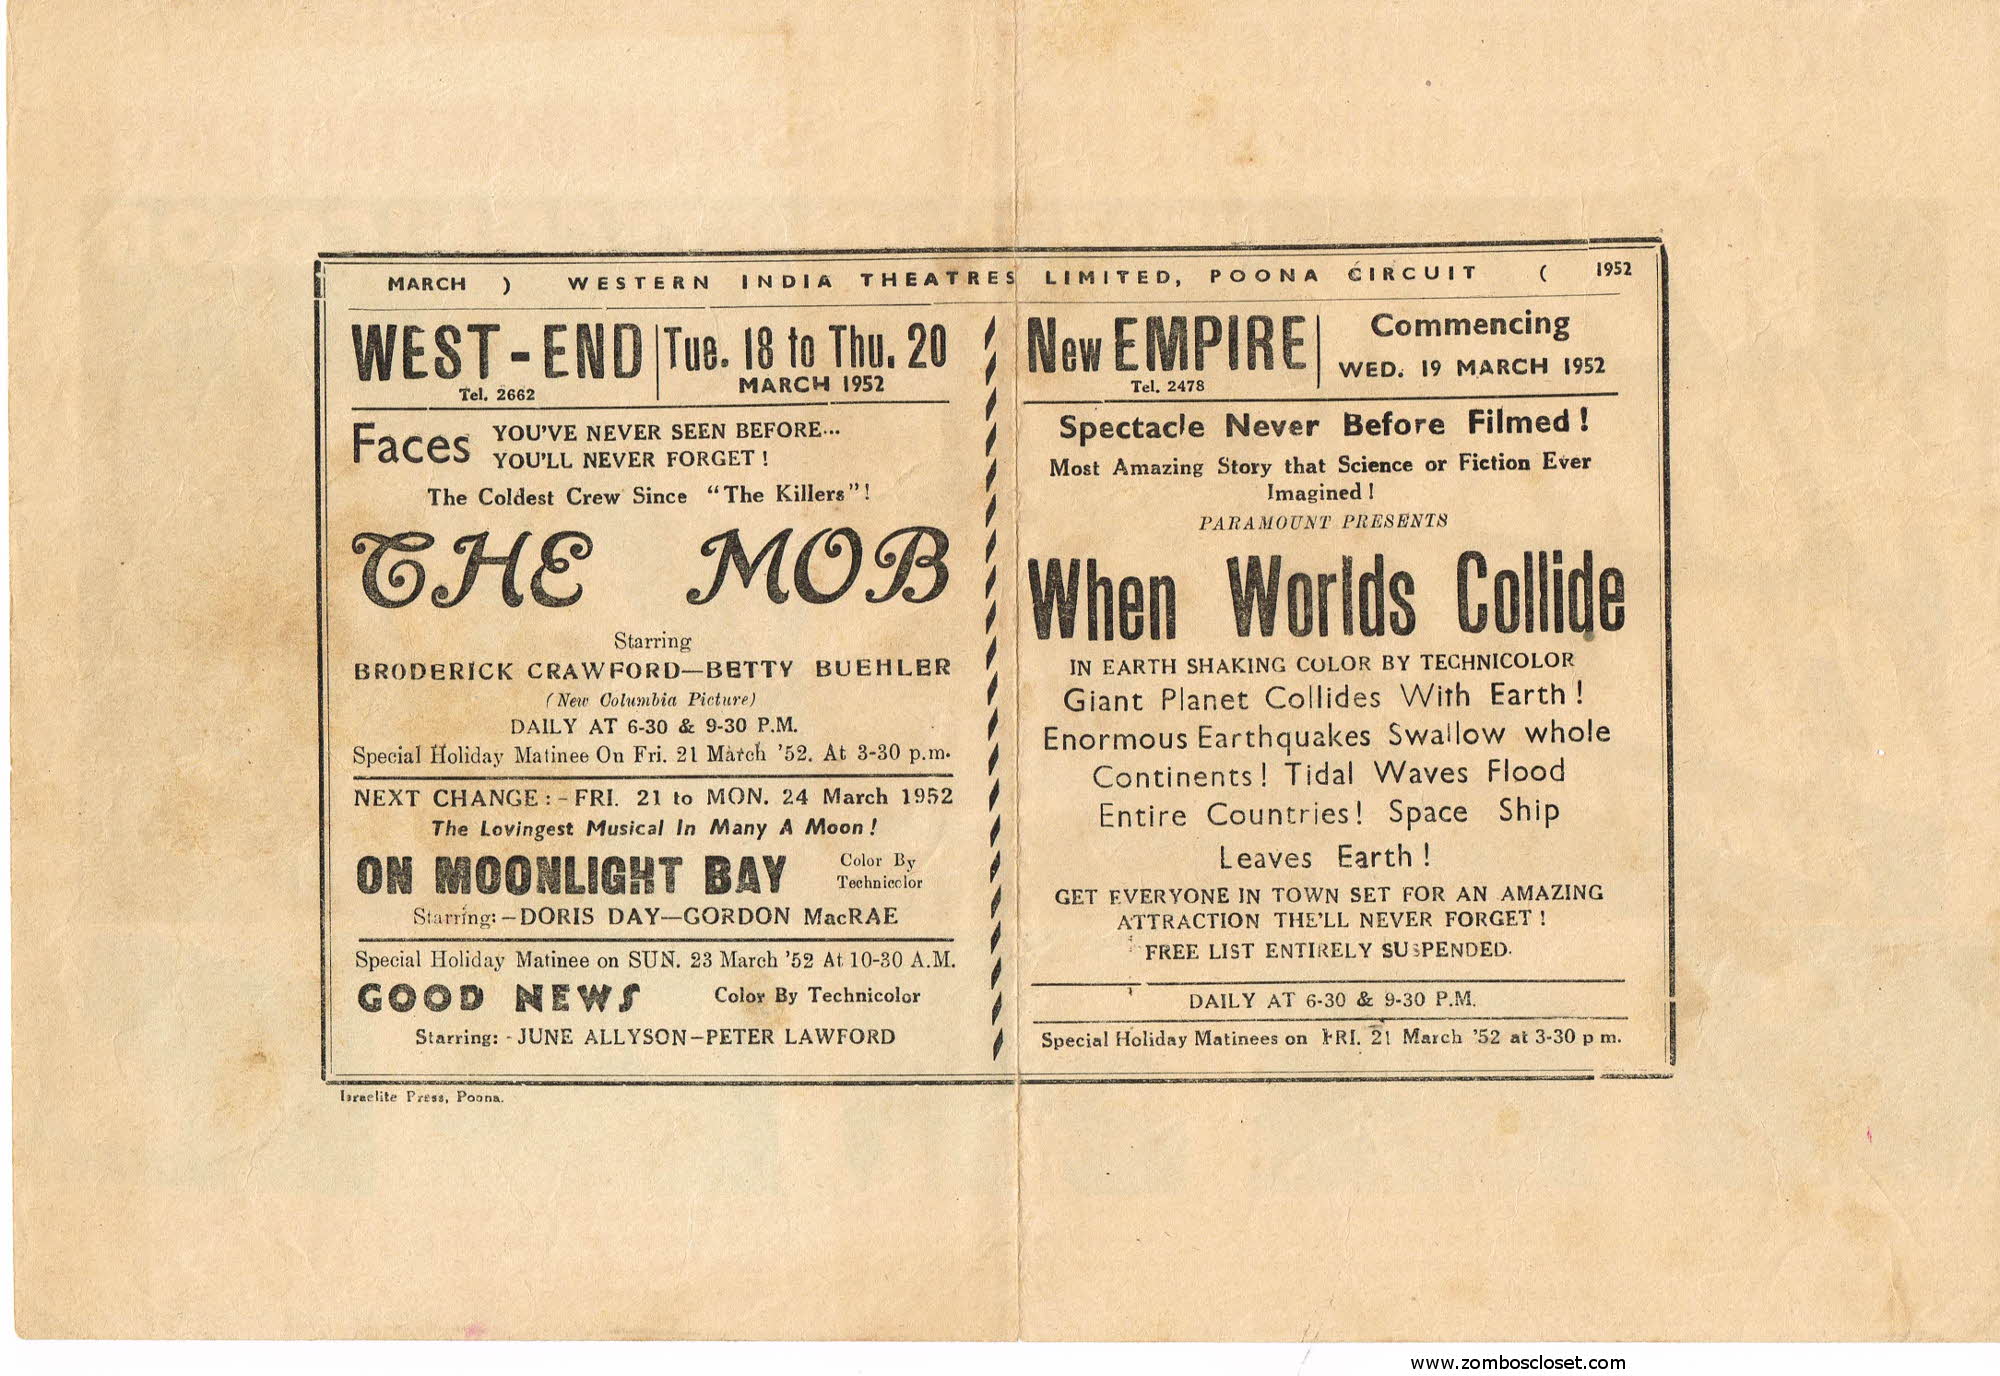 MARCH ) WESTERN INDIA THEATRES LIMITED, POONA CIRCUIT ( 1952
WEST-END
Tel. 2662
Tue. 18 to Thu. 20
MARCH 1952
Faces YOU'VE NEVER SEEN BEFORE...
YOU'LL NEVER FORGET !
The Coldest Crew Since "The Killers"!
THE MOB
Starring
BRODERICK CRAWFORD—BETTY BUEHLER
(New Columbia Picture)
DAILY AT 6-30 & 9-30 P.M.
Special Holiday Matinee On Fri. 21 March '52. At 3-30 p.m.
NEXT CHANGE :- FRI. 21 to MON. 24 March 1952
The Lovingest Musical In Many A Moon !
ON MOONLIGHT BAY
Color By
Technicolor
Starring:—DORIS DAY—GORDON MacRAE
Special Holiday Matinee on SUN. 23 March '52 At 10-30 A.M.
GOOD NEWS Color By Technicolor
Starring: - JUNE ALLYSON—PETER LAWFORD
Israelite Press, Poona.
New EMPIRE
Tel. 2478
Commencing
WED. 19 MARCH 1952
Spectacle Never Before Filmed !
Most Amazing Story that Science or Fiction Ever
Imagined !
PARAMOUNT PRESENTS
When Worlds Collide
IN EARTH SHAKING COLOR BY TECHNICOLOR
Giant Planet Collides With Earth !
Enormous Earthquakes Swallow whole
Continents ! Tidal Waves Flood
Entire Countries ! Space Ship
Leaves Earth !
GET EVERYONE IN TOWN SET FOR AN AMAZING
ATTRACTION THE'LL NEVER FORGET !
FREE LIST ENTIRELY SUSPENDED.
DAILY AT 6-30 & 9-30 P.M.
Special Holiday Matinees on FRI. 21 March '52 at 3-30 p m.
www.zomboscloset.com